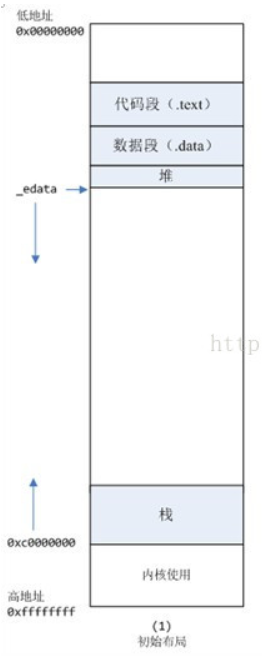 低地址
0x00000000
代码段（.text）
数据段（.data）
堆
_edata
http
栈
0xc0000000
内核使用
高地址
0xffffffff
(1)
初始布局